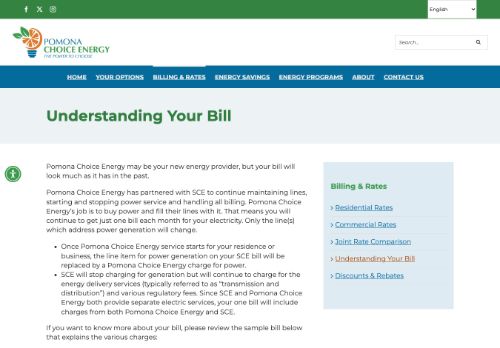 English
POMONA
CHOICE ENERGY
THE POWER TO CHOOSE
Search...
HOME YOUR OPTIONS BILLING & RATES ENERGY SAVINGS ENERGY PROGRAMS ABOUT CONTACT US
Understanding Your Bill
Pomona Choice Energy may be your new energy provider, but your bill
will look much as it has in the past.
Pomona Choice Energy has partnered with SCE to continue maintaining lines,
starting and stopping power service and handling all billing. Pomona Choice
Energy's job is to buy power and fill their lines with it. That means you will
continue to get just one bill each month for your electricity. Only the line(s)
which address power generation will change.
• Once Pomona Choice Energy service starts for your residence or
business, the line item for power generation on your SCE bill will be
replaced by a Pomona Choice Energy charge for power.
• SCE will stop charging for generation but will continue to charge for the
energy delivery services (typically referred to as "transmission and
distribution") and various regulatory fees. Since SCE and Pomona Choice
Energy both provide separate electric services, your one bill will include
charges from both Pomona Choice Energy and SCE.
If you want to know more about your bill, please review the sample bill below
that explains the various charges:
Billing & Rates
> Residential Rates
> Commercial Rates
> Joint Rate Comparison
> Understanding Your Bill
> Discounts & Rebates